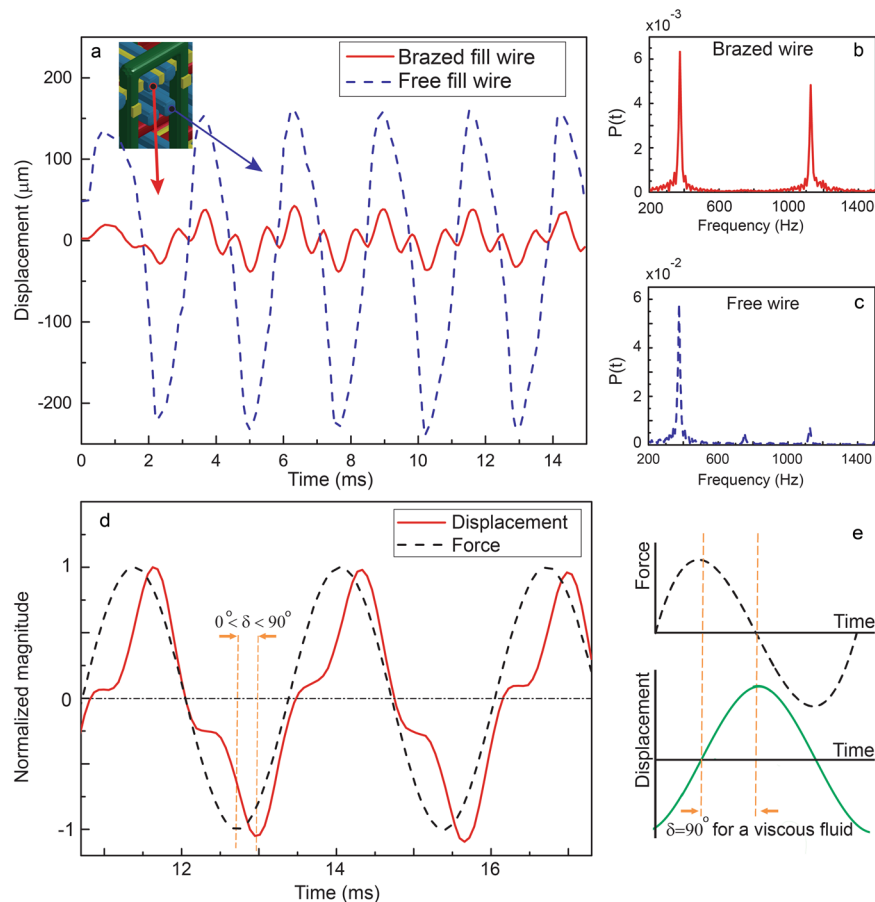 a
Brazed fill wire
Free fill wire
200
150
100
50
0
-100
-200
Displacement (μm)
0 2 4 6 8 10 12 14
Time (ms)
x10⁻³
Brazed wire
b
8
6
4
2
0
P(t)
200 600 1000 1400
Frequency (Hz)
x10⁻²
Free wire
c
6
4
2
0
P(t)
200 600 1000 1400
Frequency (Hz)
d
Displacement
Force
0°< δ < 90°
1
0
-1
Normalized magnitude
12 14 16
Time (ms)
e
Force
Time
Displacement
Time
δ=90° for a viscous fluid